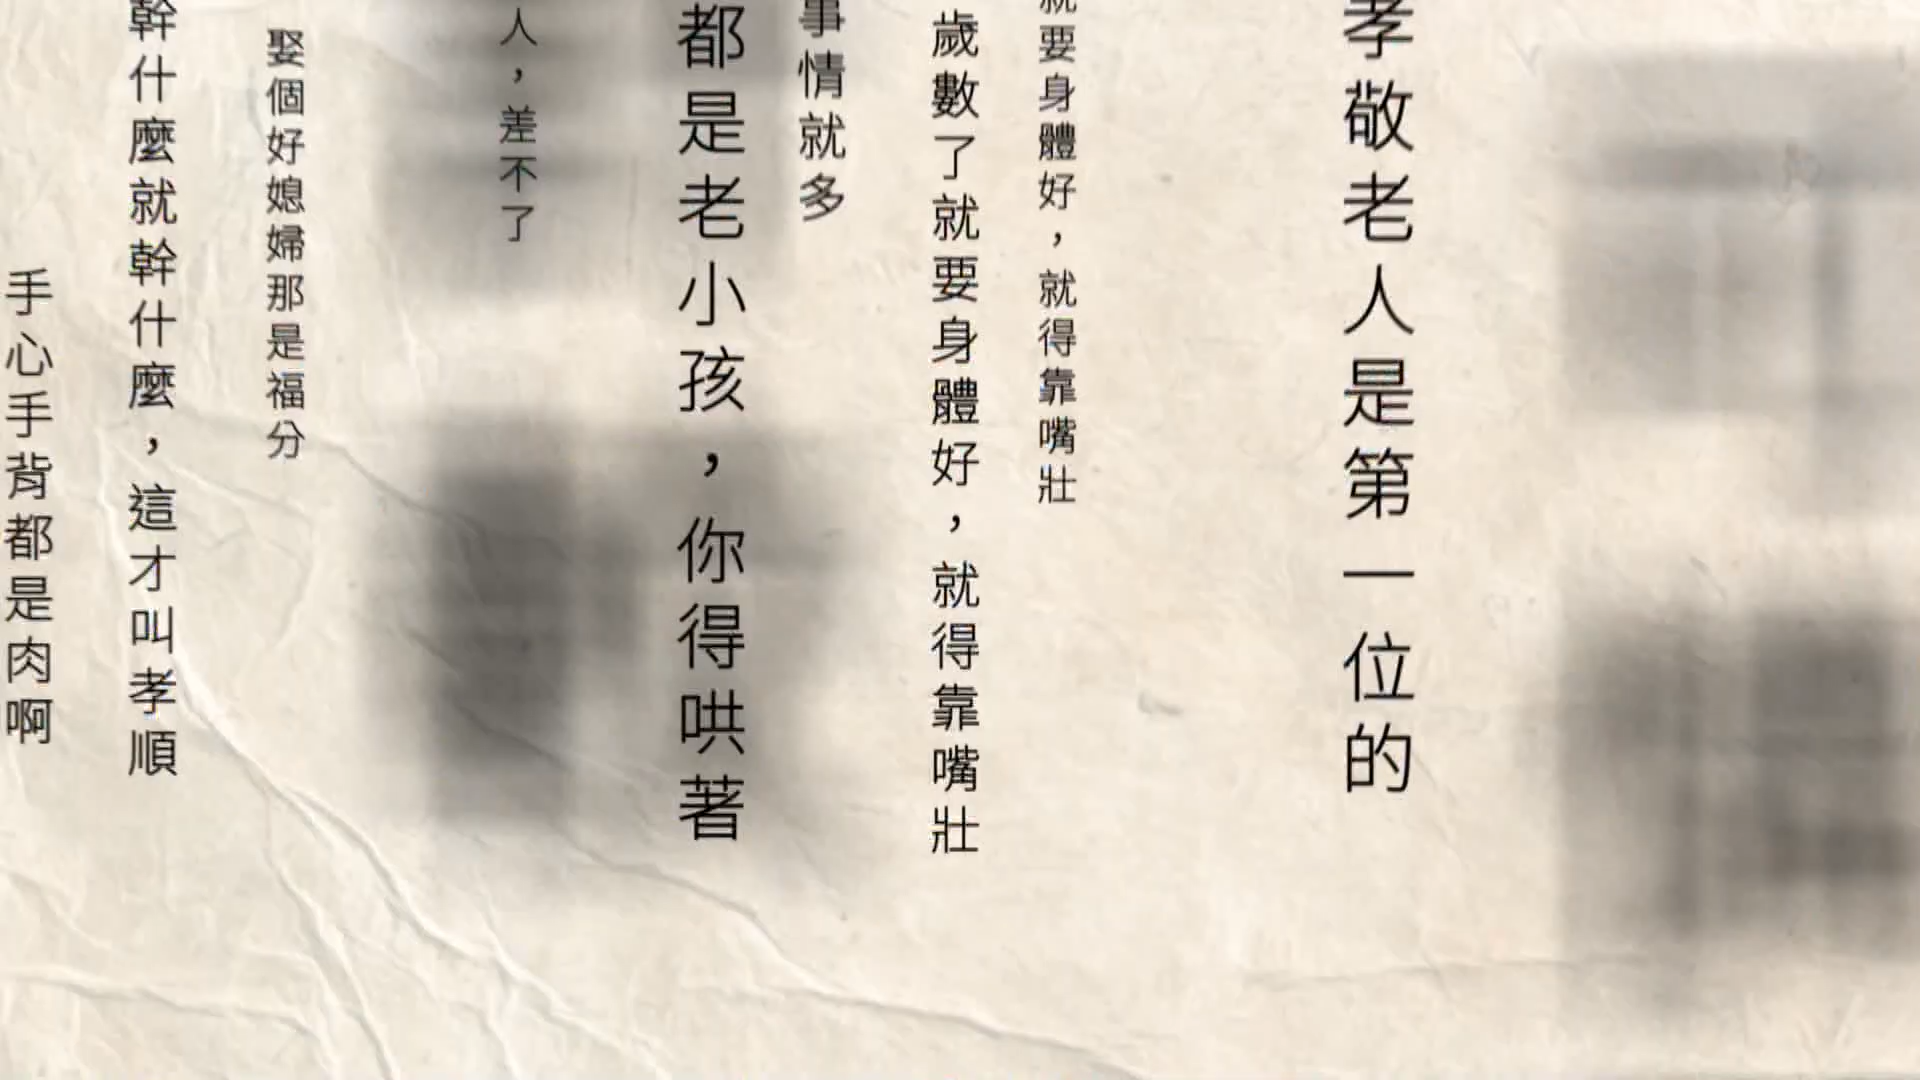 孝敬老人是第一位的
就要身體好，就得靠嘴壯
歲數了就要身體好，就得靠嘴壯
事情就多
都是老小孩，你得哄著
人，差不了
娶個好媳婦那是福分
幹什麼就幹什麼，這才叫孝順
手心手背都是肉啊